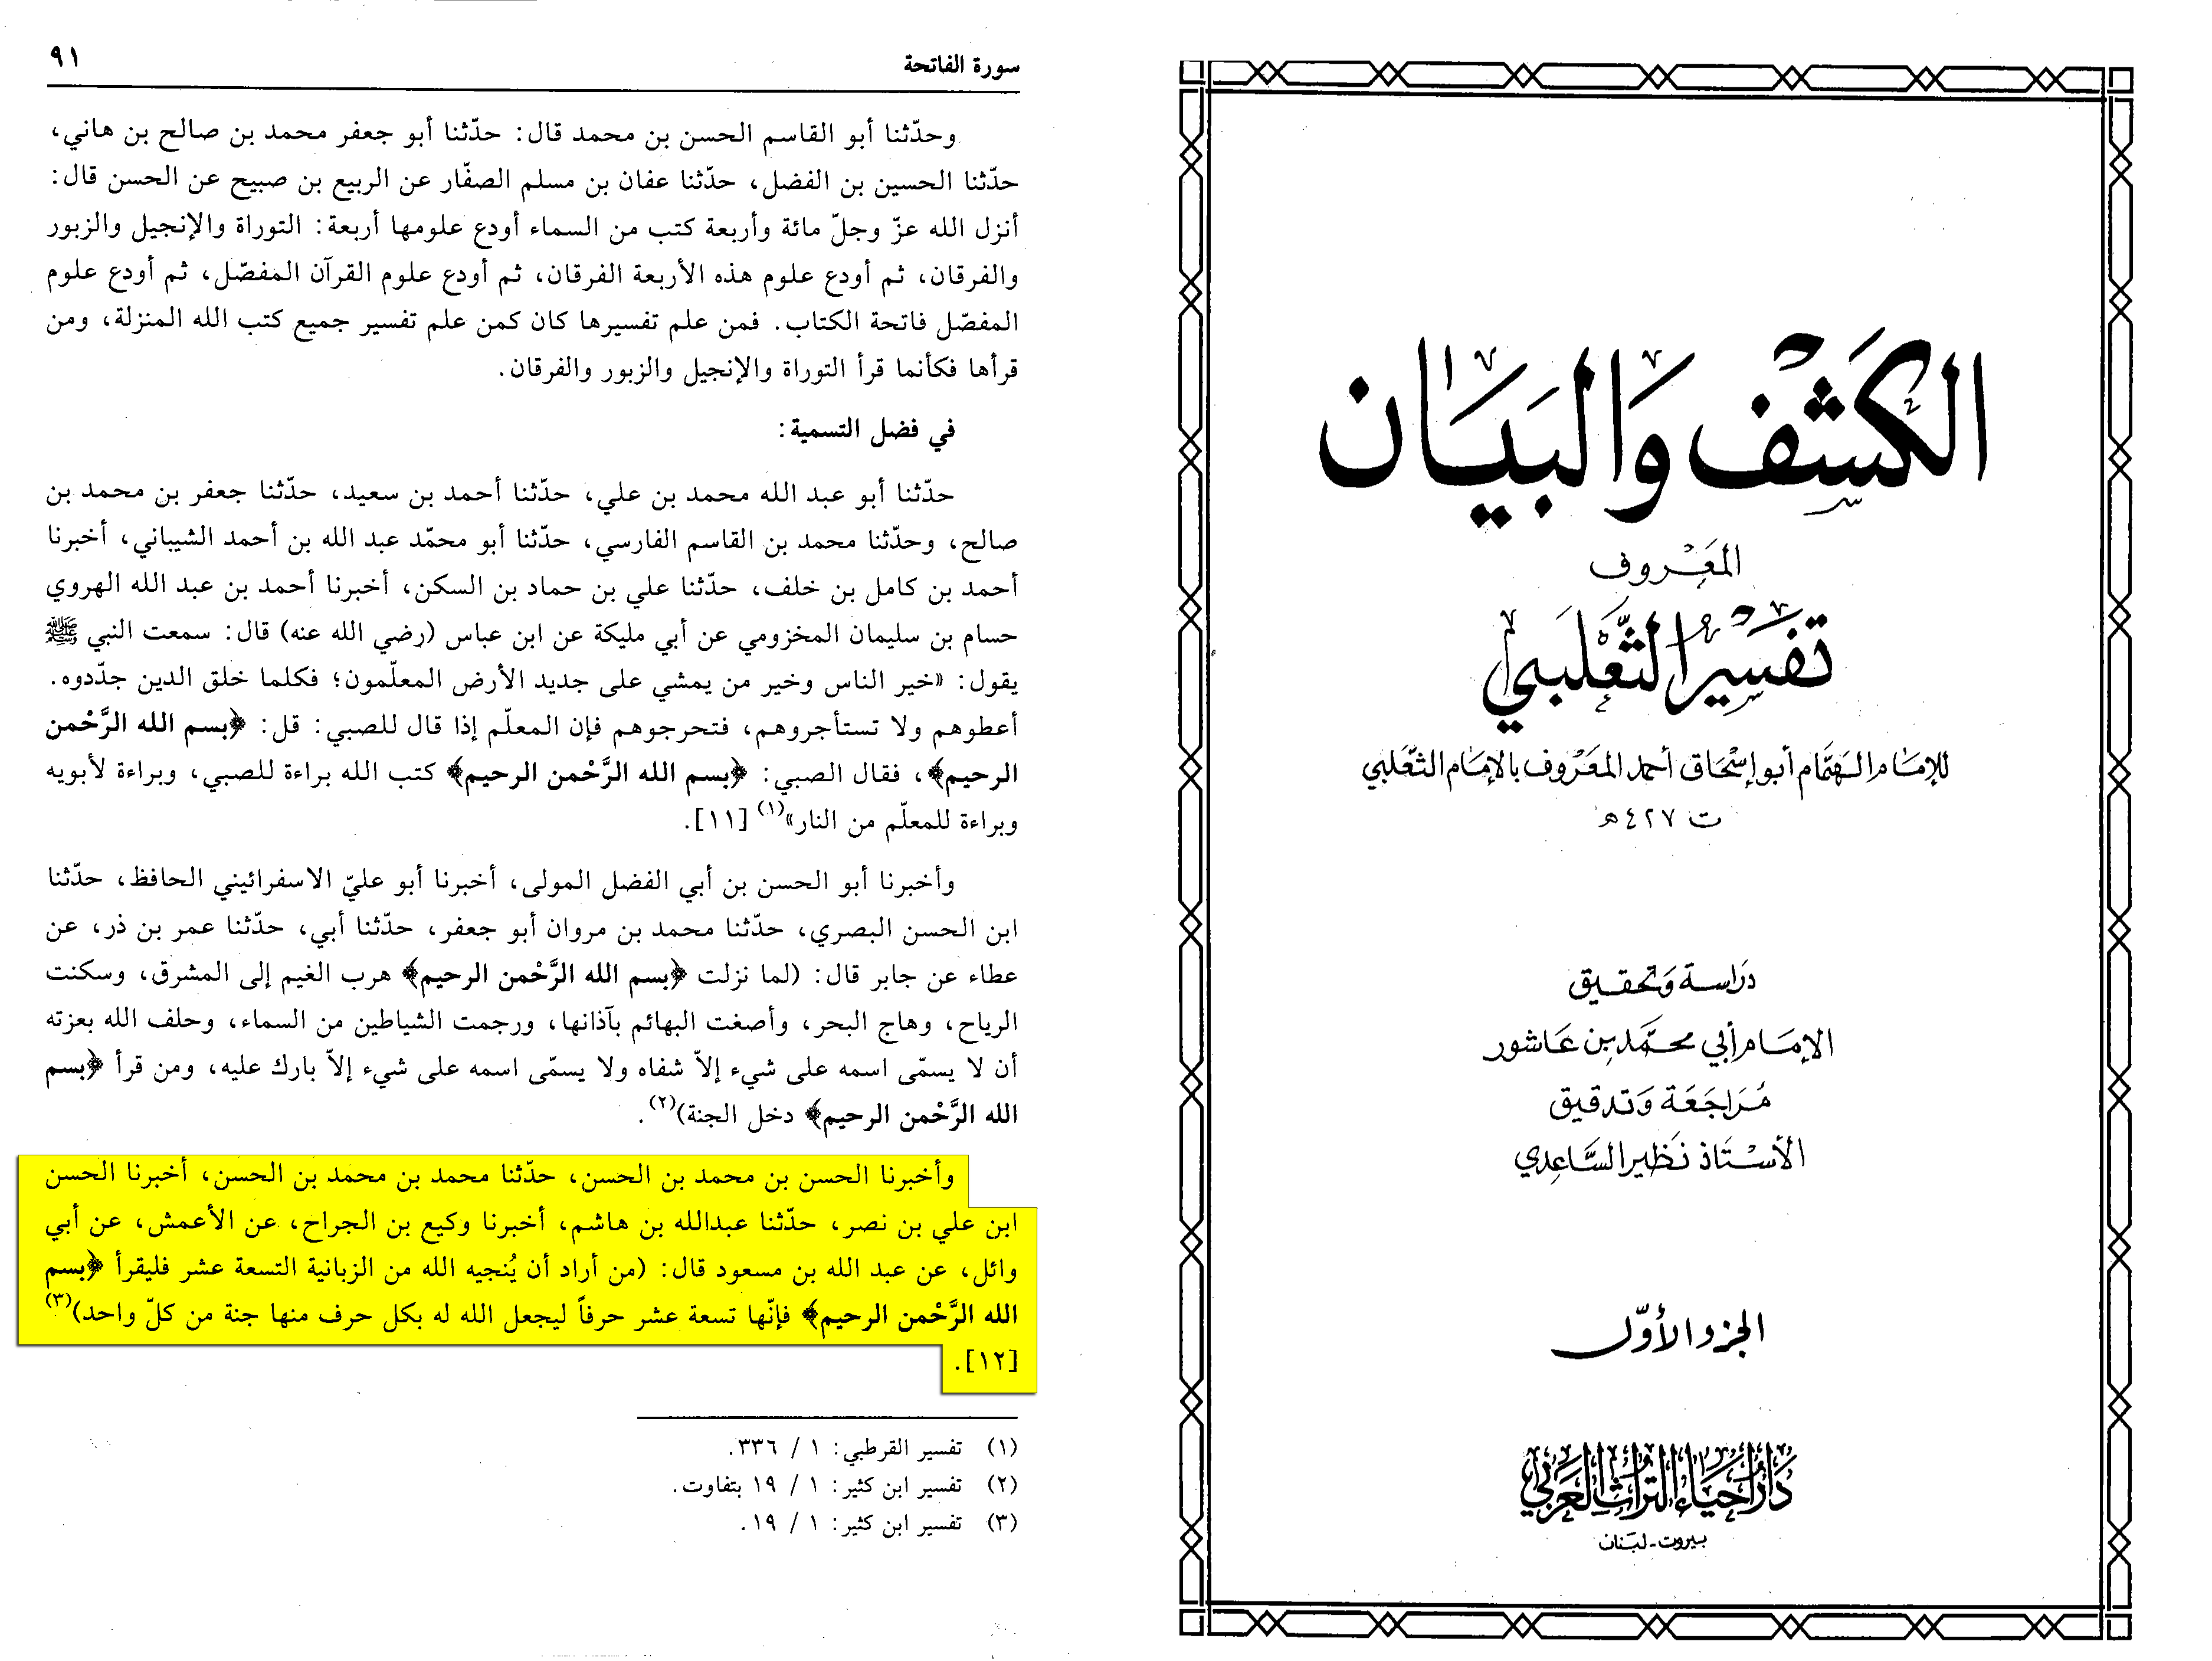 الكشف والبيان
المعروف
تفسير الثعلبي
للإمام الهمام أبو إسحاق أحمد المعروف بالإمام الثعلبي
ت ٤٢٧ هـ
دراسة وتحقيق
الإمام أبي محمد بن عاشور
مراجعة وتدقيق
الأستاذ نظير الساعدي
الجزء الأول
دار إحياء التراث العربي
بيروت - لبنان
سورة الفاتحة
٩١
وحدّثنا أبو القاسم الحسن بن محمد قال: حدّثنا أبو جعفر محمد بن صالح بن هاني،
حدّثنا الحسين بن الفضل، حدّثنا عفان بن مسلم الصفّار عن الربيع بن صبيح عن الحسن قال:
أنزل الله عزّ وجلّ مائة وأربعة كتب من السماء أودع علومها أربعة: التوراة والإنجيل والزبور
والفرقان، ثم أودع علوم هذه الأربعة الفرقان، ثم أودع علوم القرآن المفصّل، ثم أودع علوم
المفصّل فاتحة الكتاب. فمن علم تفسيرها كان كمن علم تفسير جميع كتب الله المنزلة، ومن
قرأها فكأنما قرأ التوراة والإنجيل والزبور والفرقان.
في فضل التسمية:
حدّثنا أبو عبد الله محمد بن علي، حدّثنا أحمد بن سعيد، حدّثنا جعفر بن محمد بن
صالح، وحدّثنا محمد بن القاسم الفارسي، حدّثنا أبو محمّد عبد الله بن أحمد الشيباني، أخبرنا
أحمد بن كامل بن خلف، حدّثنا علي بن حماد بن السكن، أخبرنا أحمد بن عبد الله الهروي
حسام بن سليمان المخزومي عن أبي مليكة عن ابن عباس (رضي الله عنه) قال: سمعت النبي ﷺ
يقول: «خير الناس وخير من يمشي على جديد الأرض المعلّمون؛ فكلما خلق الدين جدّدوه.
أعطوهم ولا تستأجروهم، فتحرجوهم فإن المعلّم إذا قال للصبي: قل: ﴿بسم الله الرَّحْمن
الرحيم﴾، فقال الصبي: ﴿بسم الله الرَّحْمن الرحيم﴾ كتب الله براءة للصبي، وبراءة لأبويه
وبراءة للمعلّم من النار»(١) [١١].
وأخبرنا أبو الحسن بن أبي الفضل المولى، أخبرنا أبو عليّ الاسفرائيني الحافظ، حدّثنا
ابن الحسن البصري، حدّثنا محمد بن مروان أبو جعفر، حدّثنا أبي، حدّثنا عمر بن ذر، عن
عطاء عن جابر قال: (لما نزلت ﴿بسم الله الرَّحْمن الرحيم﴾ هرب الغيم إلى المشرق، وسكنت
الرياح، وهاج البحر، وأصغت البهائم بآذانها، ورجمت الشياطين من السماء، وحلف الله بعزته
أن لا يسمّى اسمه على شيء إلاّ شفاه ولا يسمّى اسمه على شيء إلاّ بارك عليه، ومن قرأ ﴿بسم
الله الرَّحْمن الرحيم﴾ دخل الجنة)(٢).
وأخبرنا الحسن بن محمد بن الحسن، حدّثنا محمد بن محمد بن الحسن، أخبرنا الحسن
ابن علي بن نصر، حدّثنا عبدالله بن هاشم، أخبرنا وكيع بن الجراح، عن الأعمش، عن أبي
وائل، عن عبد الله بن مسعود قال: (من أراد أن يُنجيه الله من الزبانية التسعة عشر فليقرأ ﴿بسم
الله الرَّحْمن الرحيم﴾ فإنّها تسعة عشر حرفاً ليجعل الله له بكل حرف منها جنة من كلّ واحد)(٣)
[١٢].
(١) تفسير القرطبي: ١ / ٣٣٦.
(٢) تفسير ابن كثير: ١ / ١٩ بتفاوت.
(٣) تفسير ابن كثير: ١ / ١٩.